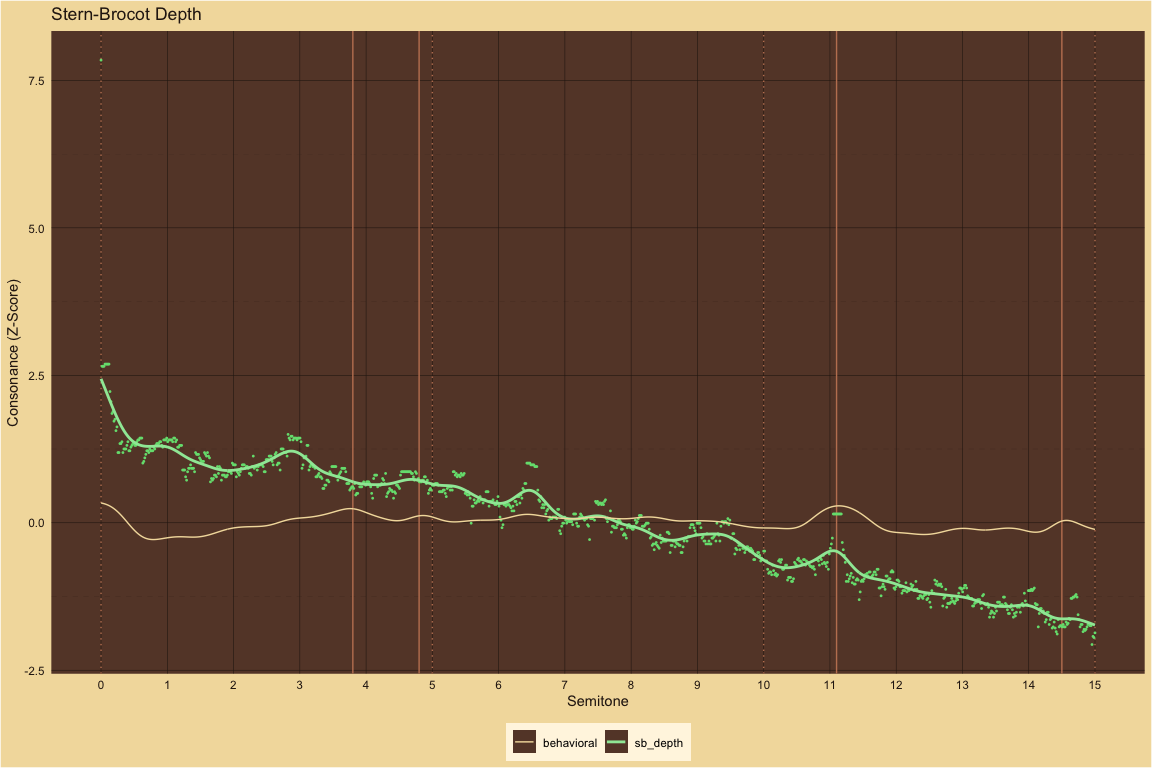 Stern-Brocot Depth
Consonance (Z-Score)
7.5
5.0
2.5
0.0
-2.5
0 1 2 3 4 5 6 7 8 9 10 11 12 13 14 15
Semitone
behavioral sb_depth